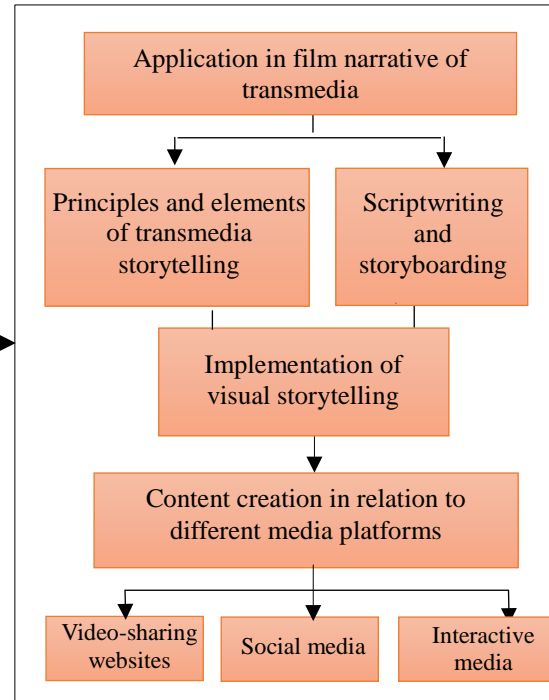 Application in film narrative of
transmedia
Principles and elements
of transmedia
storytelling
Scriptwriting
and
storyboarding
Implementation of
visual storytelling
Content creation in relation to
different media platforms
Video-sharing
websites
Social media
Interactive
media